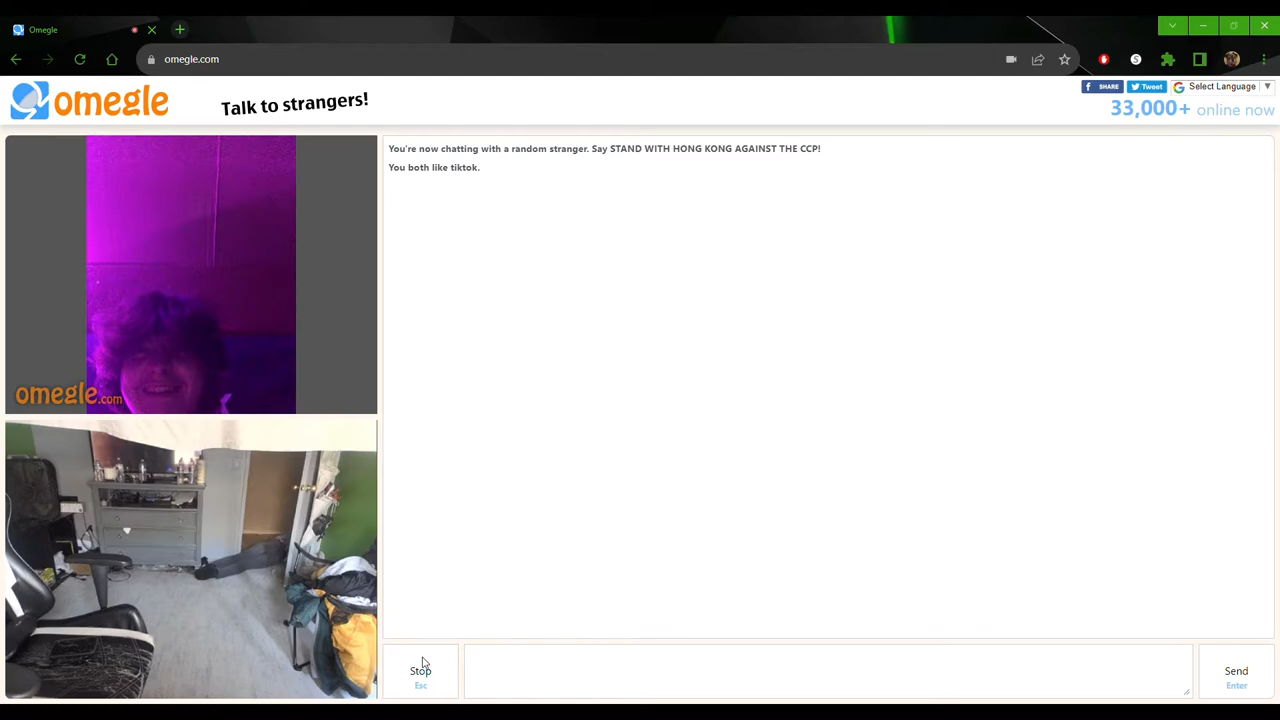 Omegle
omegle.com
omegle
Talk to strangers!
SHARE
Tweet
Select Language
33,000+ online now
You're now chatting with a random stranger. Say STAND WITH HONG KONG AGAINST THE CCP!
You both like tiktok.
omegle.com
Stop
Esc
Send
Enter